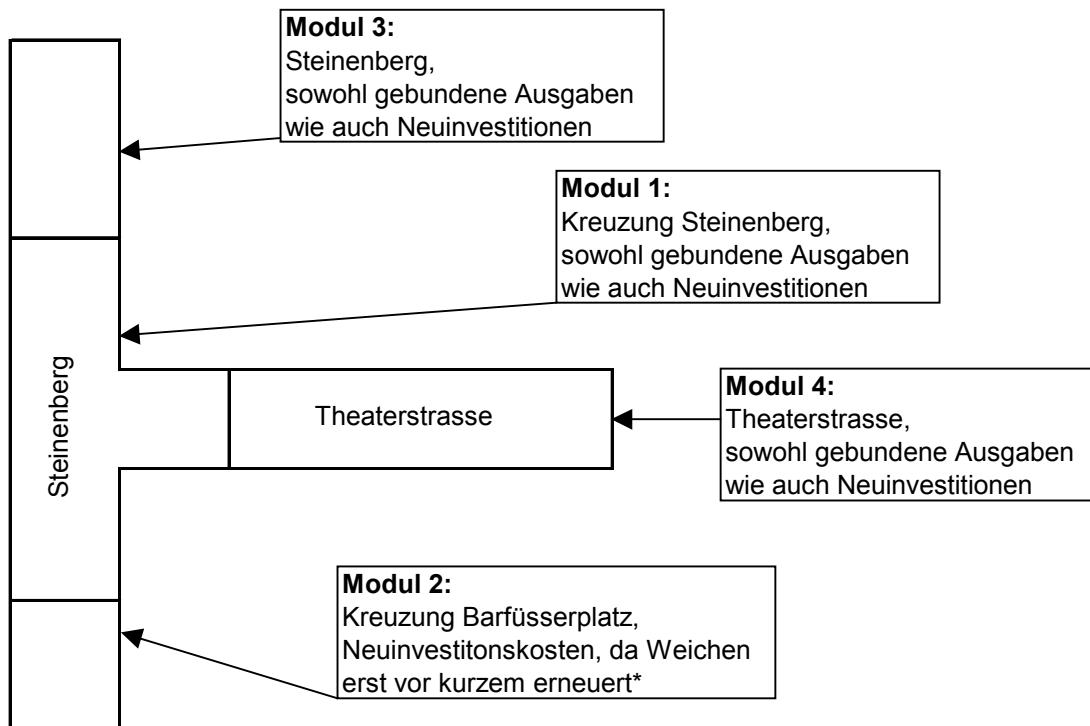 Modul 3:
Steinenberg,
sowohl gebundene Ausgaben
wie auch Neuinvestitionen
Modul 1:
Kreuzung Steinenberg,
sowohl gebundene Ausgaben
wie auch Neuinvestitionen
Steinenberg
Theaterstrasse
Modul 4:
Theaterstrasse,
sowohl gebundene Ausgaben
wie auch Neuinvestitionen
Modul 2:
Kreuzung Barfüsserplatz,
Neuinvestitonskosten, da Weichen
erst vor kurzem erneuert*